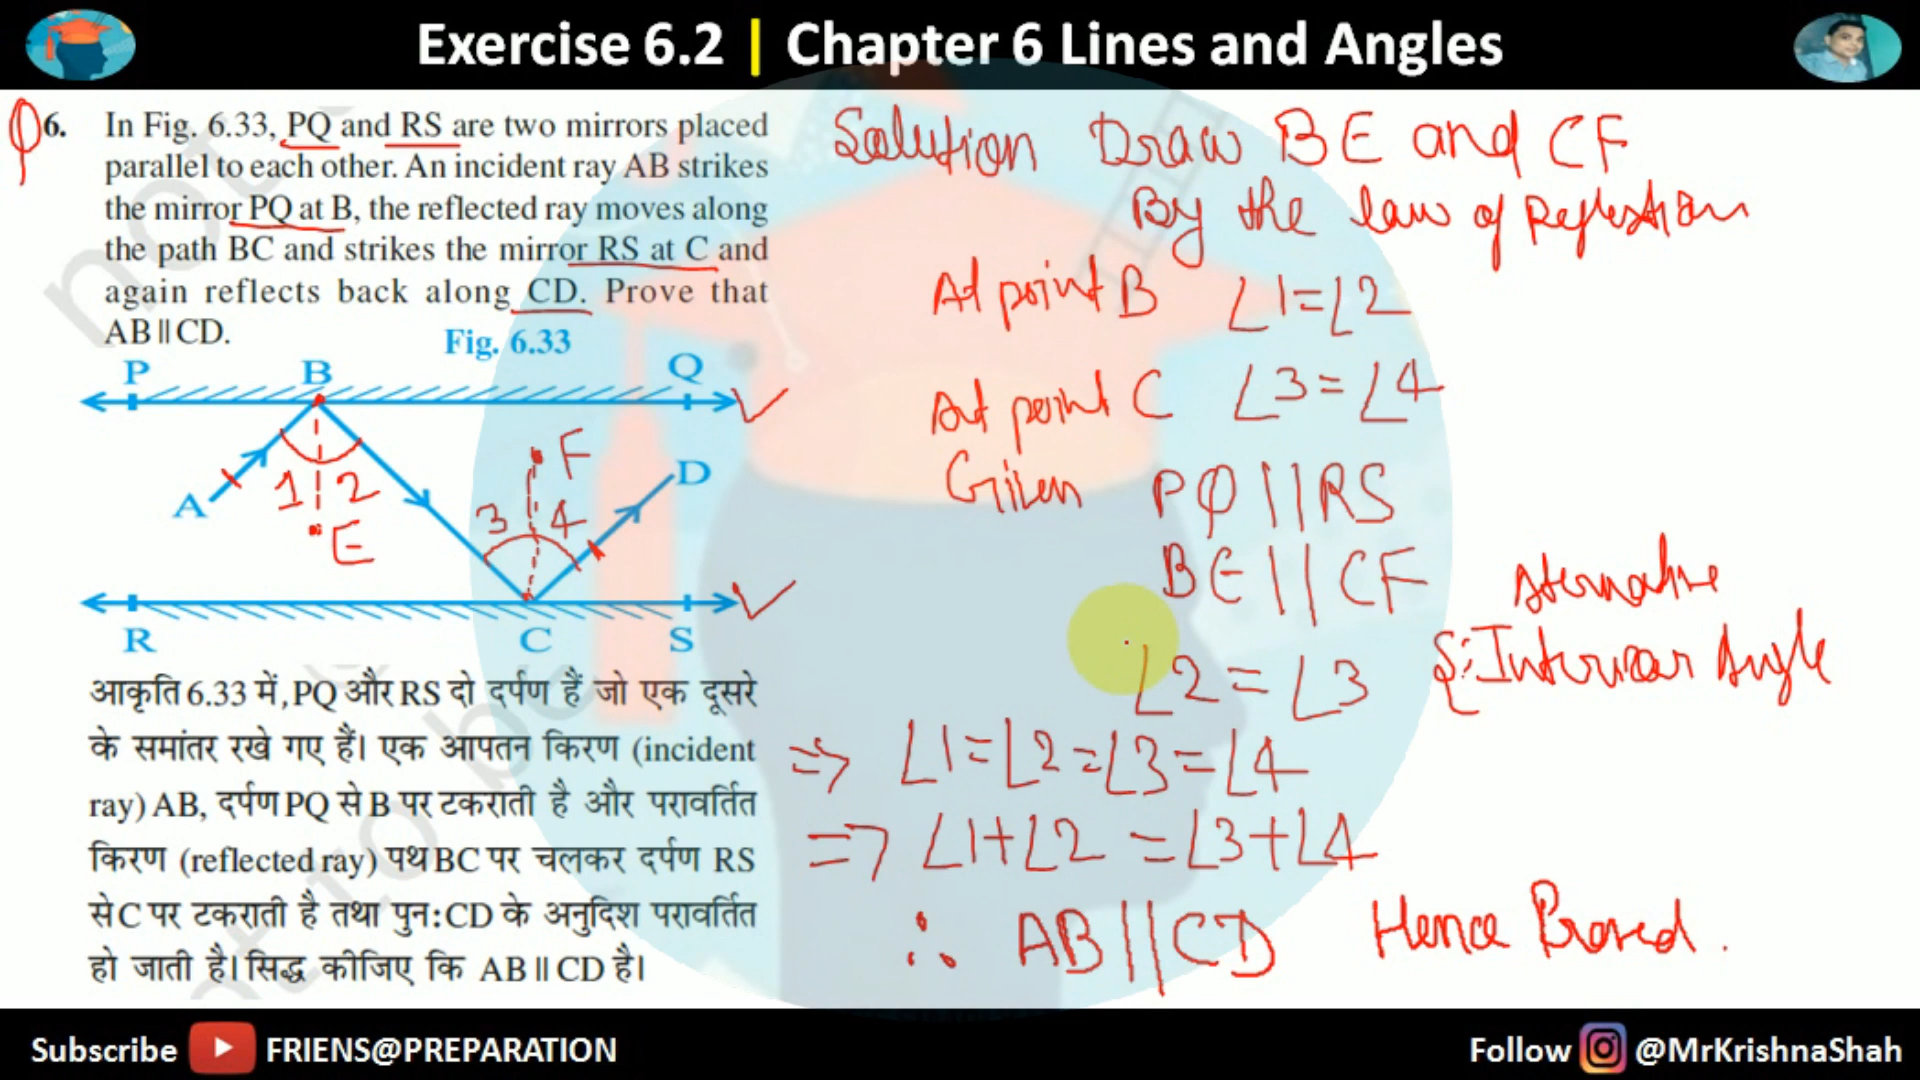 Exercise 6.2 | Chapter 6 Lines and Angles
Q6. In Fig. 6.33, PQ and RS are two mirrors placed
parallel to each other. An incident ray AB strikes
the mirror PQ at B, the reflected ray moves along
the path BC and strikes the mirror RS at C and
again reflects back along CD. Prove that
AB || CD.
Fig. 6.33
P B Q
A 1 2 E
3 4 F D
R C S
आकृति 6.33 में, PQ और RS दो दर्पण हैं जो एक दूसरे
के समांतर रखे गए हैं। एक आपतन किरण (incident
ray) AB, दर्पण PQ से B पर टकराती है और परावर्तित
किरण (reflected ray) पथ BC पर चलकर दर्पण RS
से C पर टकराती है तथा पुन: CD के अनुदिश परावर्तित
हो जाती है। सिद्ध कीजिए कि AB || CD है।
Solution Draw BE and CF
By the law of Reflection
At point B ∠1=∠2
At point C ∠3=∠4
Given PQ || RS
BE || CF
∠2=∠3 {: Interior Angle
⇒ ∠1=∠2=∠3=∠4
⇒ ∠1+∠2 = ∠3+∠4
∴ AB || CD Hence Proved.
Subscribe FRIENS@PREPARATION
Follow @MrKrishnaShah
not
to be
not to be